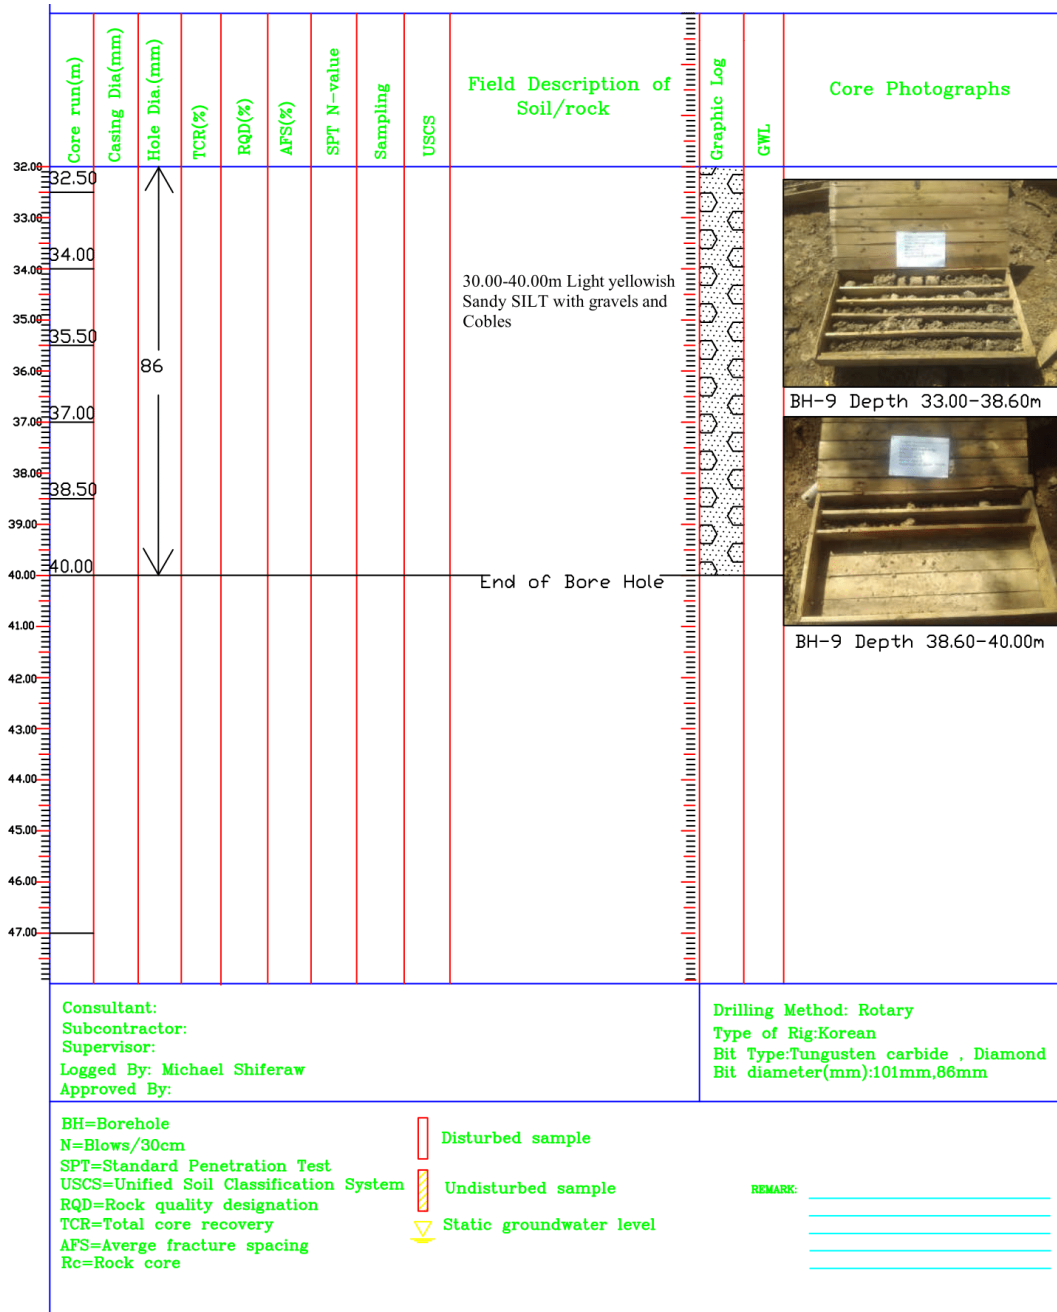 Core run(m)
Casing Dia(mm)
Hole Dia.(mm)
TCR(%)
RQD(%)
AFS(%)
SPT N-value
Sampling
USCS
Field Description of
Soil/rock
Graphic Log
GWL
Core Photographs
32.00
33.00
34.00
35.00
36.00
37.00
38.00
39.00
40.00
41.00
42.00
43.00
44.00
45.00
46.00
47.00
32.50
34.00
35.50
37.00
38.50
40.00
86
30.00-40.00m Light yellowish
Sandy SILT with gravels and
Cobles
End of Bore Hole
BH-9 Depth 33.00-38.60m
BH-9 Depth 38.60-40.00m
Consultant:
Subcontractor:
Supervisor:
Logged By: Michael Shiferaw
Approved By:
Drilling Method: Rotary
Type of Rig:Korean
Bit Type:Tungusten carbide , Diamond
Bit diameter(mm):101mm,86mm
BH=Borehole
N=Blows/30cm
SPT=Standard Penetration Test
USCS=Unified Soil Classification System
RQD=Rock quality designation
TCR=Total core recovery
AFS=Averge fracture spacing
Rc=Rock core
Disturbed sample
Undisturbed sample
Static groundwater level
REMARK: